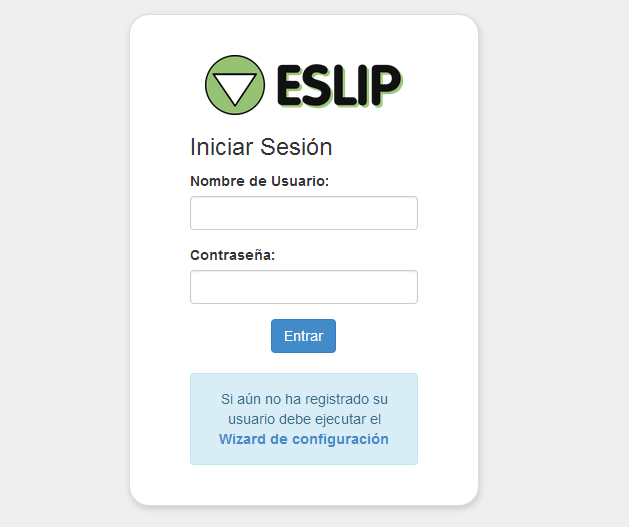 ESLIP
Iniciar Sesión
Nombre de Usuario:
Contraseña:
Entrar
Si aún no ha registrado su
usuario debe ejecutar el
Wizard de configuración